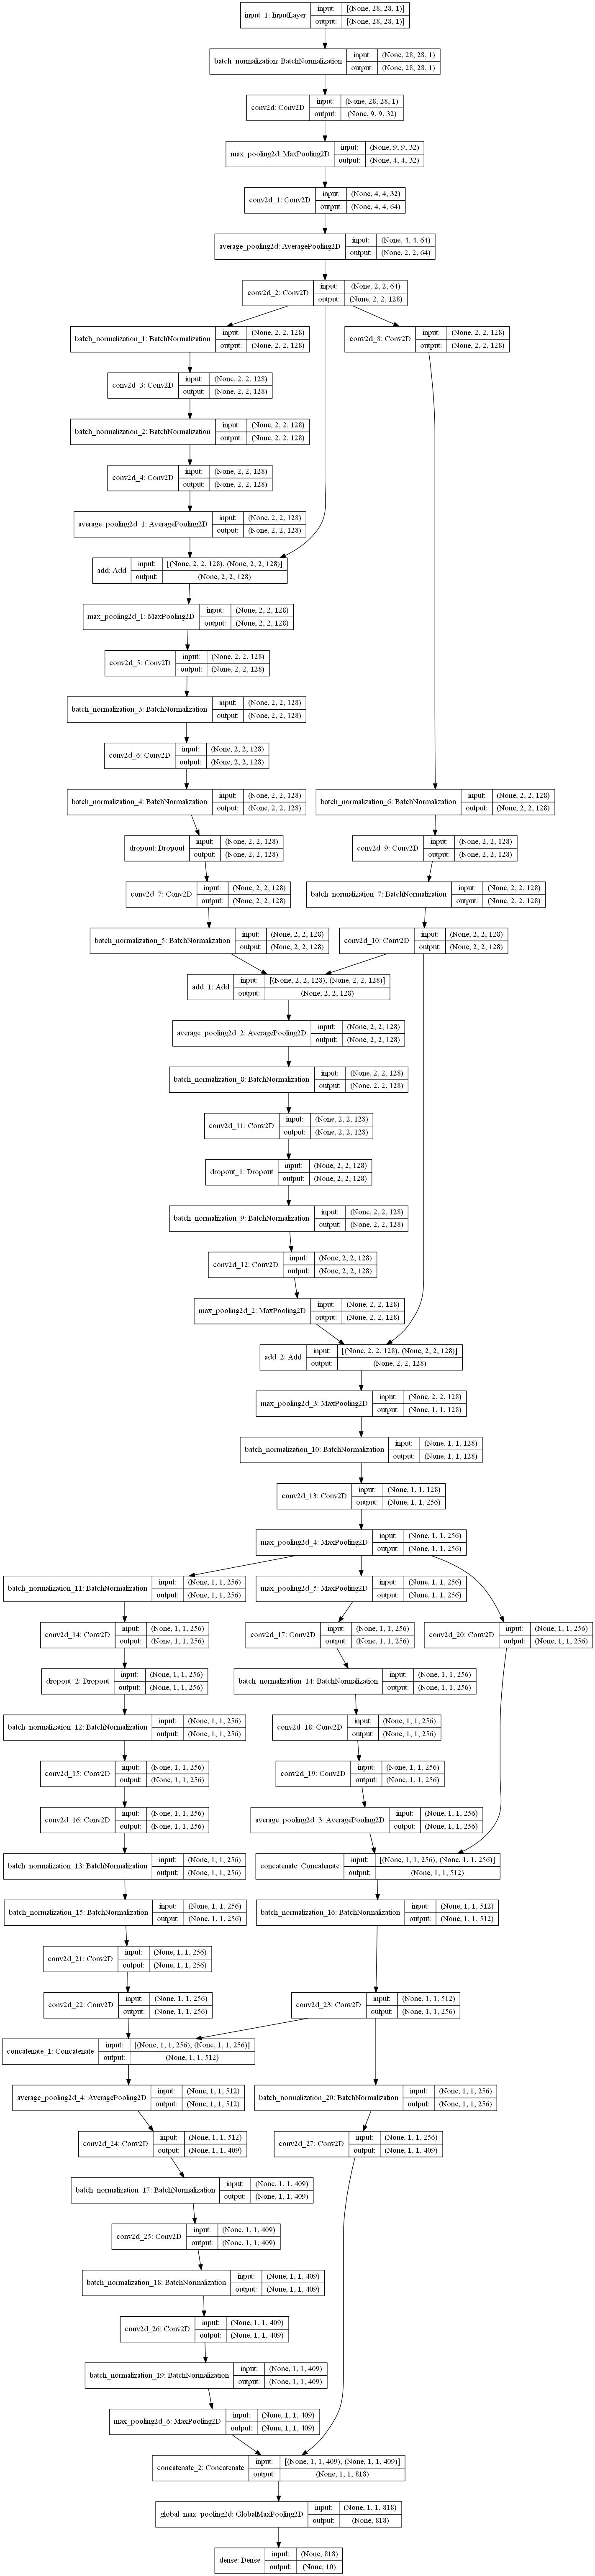 input_1: InputLayer
input: [(None, 28, 28, 1)]
output: [(None, 28, 28, 1)]
batch_normalization: BatchNormalization
input: (None, 28, 28, 1)
output: (None, 28, 28, 1)
conv2d: Conv2D
input: (None, 28, 28, 1)
output: (None, 9, 9, 32)
max_pooling2d: MaxPooling2D
input: (None, 9, 9, 32)
output: (None, 4, 4, 32)
conv2d_1: Conv2D
input: (None, 4, 4, 32)
output: (None, 4, 4, 64)
average_pooling2d: AveragePooling2D
input: (None, 4, 4, 64)
output: (None, 2, 2, 64)
conv2d_2: Conv2D
input: (None, 2, 2, 64)
output: (None, 2, 2, 128)
batch_normalization_1: BatchNormalization
input: (None, 2, 2, 128)
output: (None, 2, 2, 128)
conv2d_8: Conv2D
input: (None, 2, 2, 128)
output: (None, 2, 2, 128)
conv2d_3: Conv2D
input: (None, 2, 2, 128)
output: (None, 2, 2, 128)
batch_normalization_2: BatchNormalization
input: (None, 2, 2, 128)
output: (None, 2, 2, 128)
conv2d_4: Conv2D
input: (None, 2, 2, 128)
output: (None, 2, 2, 128)
average_pooling2d_1: AveragePooling2D
input: (None, 2, 2, 128)
output: (None, 2, 2, 128)
add: Add
input: [(None, 2, 2, 128), (None, 2, 2, 128)]
output: (None, 2, 2, 128)
max_pooling2d_1: MaxPooling2D
input: (None, 2, 2, 128)
output: (None, 2, 2, 128)
conv2d_5: Conv2D
input: (None, 2, 2, 128)
output: (None, 2, 2, 128)
batch_normalization_3: BatchNormalization
input: (None, 2, 2, 128)
output: (None, 2, 2, 128)
conv2d_6: Conv2D
input: (None, 2, 2, 128)
output: (None, 2, 2, 128)
batch_normalization_4: BatchNormalization
input: (None, 2, 2, 128)
output: (None, 2, 2, 128)
batch_normalization_6: BatchNormalization
input: (None, 2, 2, 128)
output: (None, 2, 2, 128)
dropout: Dropout
input: (None, 2, 2, 128)
output: (None, 2, 2, 128)
conv2d_9: Conv2D
input: (None, 2, 2, 128)
output: (None, 2, 2, 128)
conv2d_7: Conv2D
input: (None, 2, 2, 128)
output: (None, 2, 2, 128)
batch_normalization_7: BatchNormalization
input: (None, 2, 2, 128)
output: (None, 2, 2, 128)
batch_normalization_5: BatchNormalization
input: (None, 2, 2, 128)
output: (None, 2, 2, 128)
conv2d_10: Conv2D
input: (None, 2, 2, 128)
output: (None, 2, 2, 128)
add_1: Add
input: [(None, 2, 2, 128), (None, 2, 2, 128)]
output: (None, 2, 2, 128)
average_pooling2d_2: AveragePooling2D
input: (None, 2, 2, 128)
output: (None, 2, 2, 128)
batch_normalization_8: BatchNormalization
input: (None, 2, 2, 128)
output: (None, 2, 2, 128)
conv2d_11: Conv2D
input: (None, 2, 2, 128)
output: (None, 2, 2, 128)
dropout_1: Dropout
input: (None, 2, 2, 128)
output: (None, 2, 2, 128)
batch_normalization_9: BatchNormalization
input: (None, 2, 2, 128)
output: (None, 2, 2, 128)
conv2d_12: Conv2D
input: (None, 2, 2, 128)
output: (None, 2, 2, 128)
max_pooling2d_2: MaxPooling2D
input: (None, 2, 2, 128)
output: (None, 2, 2, 128)
add_2: Add
input: [(None, 2, 2, 128), (None, 2, 2, 128)]
output: (None, 2, 2, 128)
max_pooling2d_3: MaxPooling2D
input: (None, 2, 2, 128)
output: (None, 1, 1, 128)
batch_normalization_10: BatchNormalization
input: (None, 1, 1, 128)
output: (None, 1, 1, 128)
conv2d_13: Conv2D
input: (None, 1, 1, 128)
output: (None, 1, 1, 256)
max_pooling2d_4: MaxPooling2D
input: (None, 1, 1, 256)
output: (None, 1, 1, 256)
batch_normalization_11: BatchNormalization
input: (None, 1, 1, 256)
output: (None, 1, 1, 256)
max_pooling2d_5: MaxPooling2D
input: (None, 1, 1, 256)
output: (None, 1, 1, 256)
conv2d_14: Conv2D
input: (None, 1, 1, 256)
output: (None, 1, 1, 256)
conv2d_17: Conv2D
input: (None, 1, 1, 256)
output: (None, 1, 1, 256)
conv2d_20: Conv2D
input: (None, 1, 1, 256)
output: (None, 1, 1, 256)
dropout_2: Dropout
input: (None, 1, 1, 256)
output: (None, 1, 1, 256)
batch_normalization_14: BatchNormalization
input: (None, 1, 1, 256)
output: (None, 1, 1, 256)
batch_normalization_12: BatchNormalization
input: (None, 1, 1, 256)
output: (None, 1, 1, 256)
conv2d_18: Conv2D
input: (None, 1, 1, 256)
output: (None, 1, 1, 256)
conv2d_15: Conv2D
input: (None, 1, 1, 256)
output: (None, 1, 1, 256)
conv2d_19: Conv2D
input: (None, 1, 1, 256)
output: (None, 1, 1, 256)
conv2d_16: Conv2D
input: (None, 1, 1, 256)
output: (None, 1, 1, 256)
average_pooling2d_3: AveragePooling2D
input: (None, 1, 1, 256)
output: (None, 1, 1, 256)
batch_normalization_13: BatchNormalization
input: (None, 1, 1, 256)
output: (None, 1, 1, 256)
concatenate: Concatenate
input: [(None, 1, 1, 256), (None, 1, 1, 256)]
output: (None, 1, 1, 512)
batch_normalization_15: BatchNormalization
input: (None, 1, 1, 256)
output: (None, 1, 1, 256)
batch_normalization_16: BatchNormalization
input: (None, 1, 1, 512)
output: (None, 1, 1, 512)
conv2d_21: Conv2D
input: (None, 1, 1, 256)
output: (None, 1, 1, 256)
conv2d_22: Conv2D
input: (None, 1, 1, 256)
output: (None, 1, 1, 256)
conv2d_23: Conv2D
input: (None, 1, 1, 512)
output: (None, 1, 1, 256)
concatenate_1: Concatenate
input: [(None, 1, 1, 256), (None, 1, 1, 256)]
output: (None, 1, 1, 512)
average_pooling2d_4: AveragePooling2D
input: (None, 1, 1, 512)
output: (None, 1, 1, 512)
batch_normalization_20: BatchNormalization
input: (None, 1, 1, 256)
output: (None, 1, 1, 256)
conv2d_24: Conv2D
input: (None, 1, 1, 512)
output: (None, 1, 1, 409)
conv2d_27: Conv2D
input: (None, 1, 1, 256)
output: (None, 1, 1, 409)
batch_normalization_17: BatchNormalization
input: (None, 1, 1, 409)
output: (None, 1, 1, 409)
conv2d_25: Conv2D
input: (None, 1, 1, 409)
output: (None, 1, 1, 409)
batch_normalization_18: BatchNormalization
input: (None, 1, 1, 409)
output: (None, 1, 1, 409)
conv2d_26: Conv2D
input: (None, 1, 1, 409)
output: (None, 1, 1, 409)
batch_normalization_19: BatchNormalization
input: (None, 1, 1, 409)
output: (None, 1, 1, 409)
max_pooling2d_6: MaxPooling2D
input: (None, 1, 1, 409)
output: (None, 1, 1, 409)
concatenate_2: Concatenate
input: [(None, 1, 1, 409), (None, 1, 1, 409)]
output: (None, 1, 1, 818)
global_max_pooling2d: GlobalMaxPooling2D
input: (None, 1, 1, 818)
output: (None, 818)
dense: Dense
input: (None, 818)
output: (None, 10)